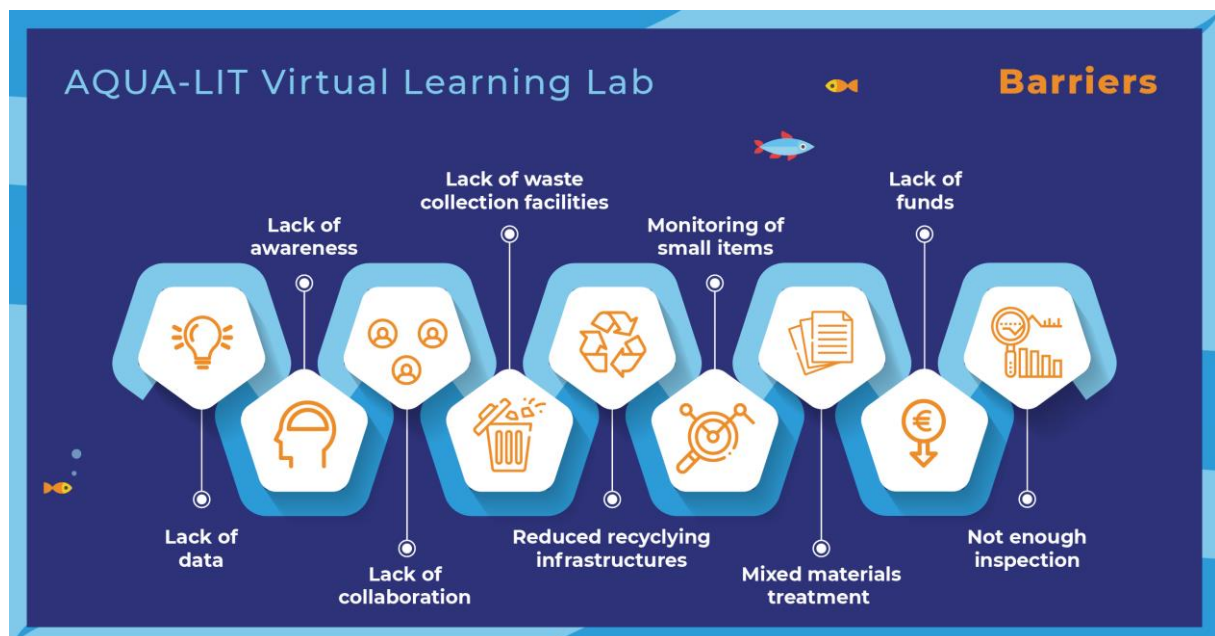 AQUA-LIT Virtual Learning Lab
Barriers
Lack of
data
Lack of
awareness
Lack of
collaboration
Lack of waste
collection facilities
Reduced recyclying
infrastructures
Monitoring of
small items
Mixed materials
treatment
Lack of
funds
€
Not enough
inspection